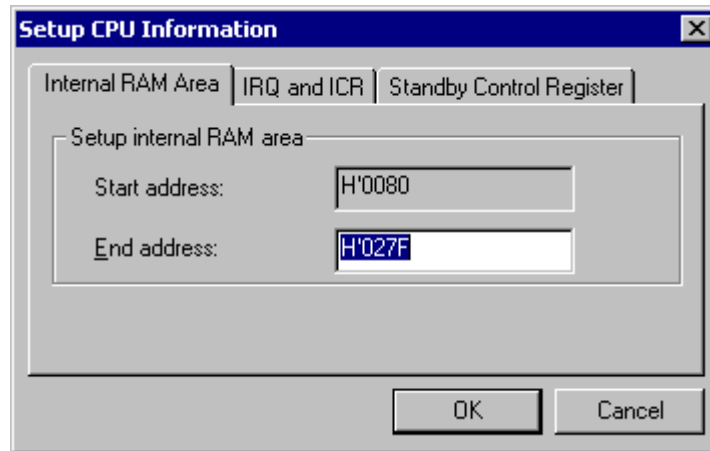 Setup CPU Information
Internal RAM Area IRQ and ICR Standby Control Register
Setup internal RAM area
Start address: H'0080
End address: H'027F
OK Cancel